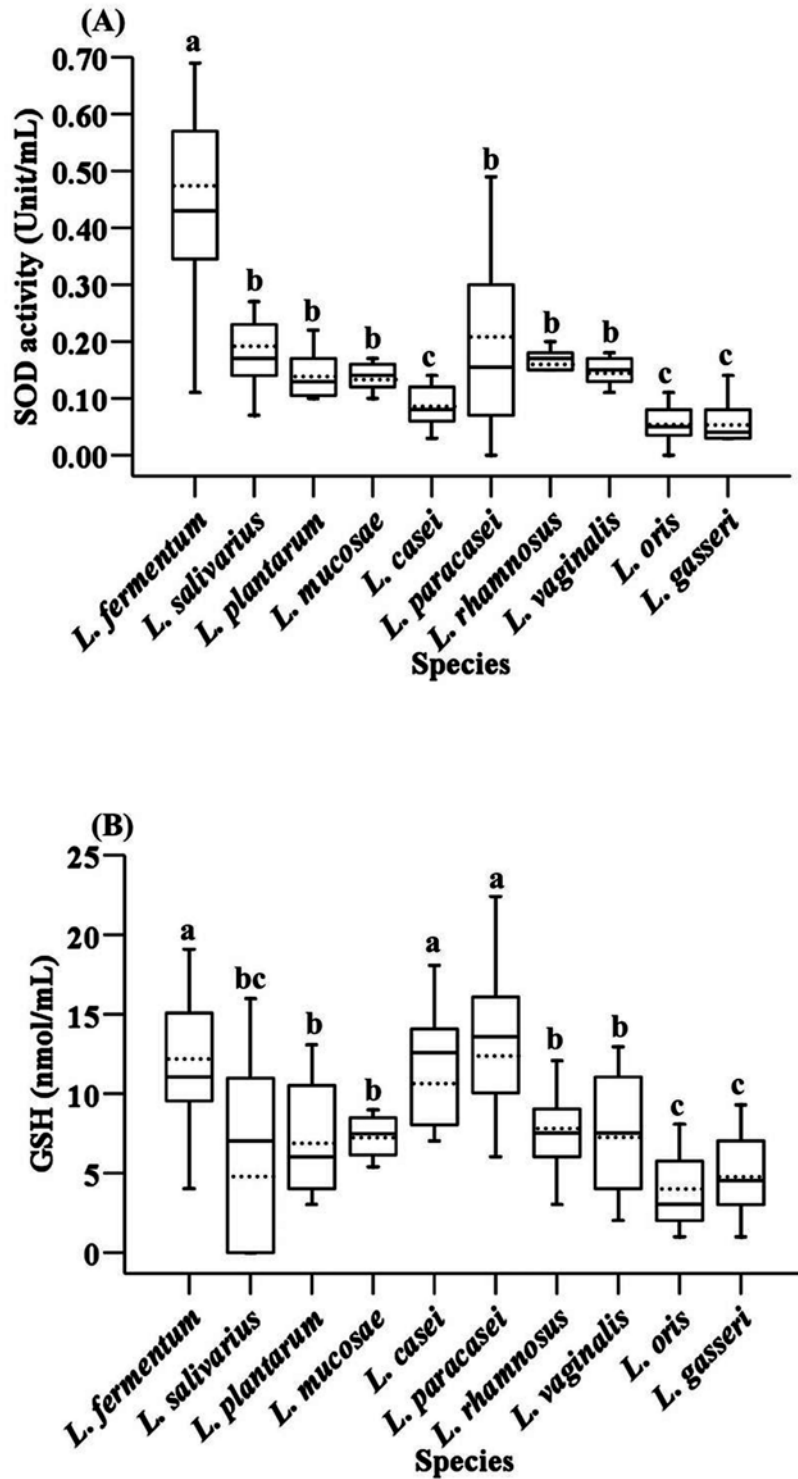 (A)
a
0.70
0.60
0.50
b
0.40
0.30
b
b
b
b
b
0.20
c
c
c
0.10
0.00
SOD activity (Unit/mL)
L. fermentum
L. salivarius
L. plantarum
L. mucosae
L. casei
L. paracasei
L. rhamnosus
L. vaginalis
L. oris
L. gasseri
Species
(B)
25
a
20
a
a
bc
b
b
b
15
b
c
c
10
5
0
GSH (nmol/mL)
L. fermentum
L. salivarius
L. plantarum
L. mucosae
L. casei
L. paracasei
L. rhamnosus
L. vaginalis
L. oris
L. gasseri
Species